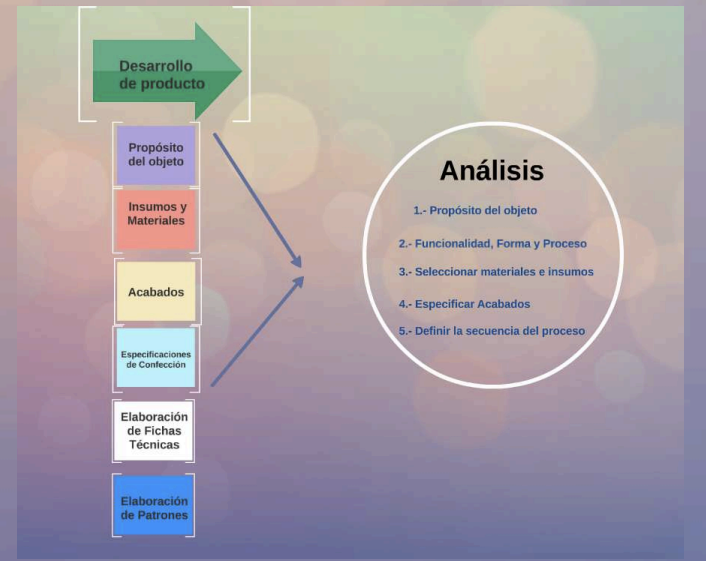 Desarrollo
de producto
Propósito
del objeto
Insumos y
Materiales
Acabados
Especificaciones
de Confección
Elaboración
de Fichas
Técnicas
Elaboración
de Patrones
Análisis
1.- Propósito del objeto
2.- Funcionalidad, Forma y Proceso
3.- Seleccionar materiales e insumos
4.- Especificar Acabados
5.- Definir la secuencia del proceso